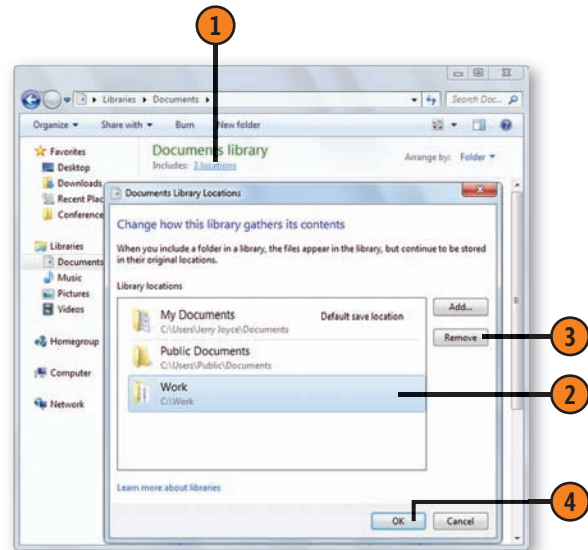 1
Libraries Documents
Search Doc...
Organize Share with Burn New folder
Favorites
Desktop
Downloads
Recent Plac
Conference
Libraries
Documents
Music
Pictures
Videos
Homegroup
Computer
Network
Documents library
Includes: 3 locations
Arrange by: Folder
Documents Library Locations
Change how this library gathers its contents
When you include a folder in a library, the files appear in the library, but continue to be stored
in their original locations.
Library locations
My Documents Default save location
C:\Users\Jerry Joyce\Documents
Public Documents
C:\Users\Public\Documents
Work
C:\Work
Add...
Remove
3
2
Learn more about libraries
4
OK Cancel